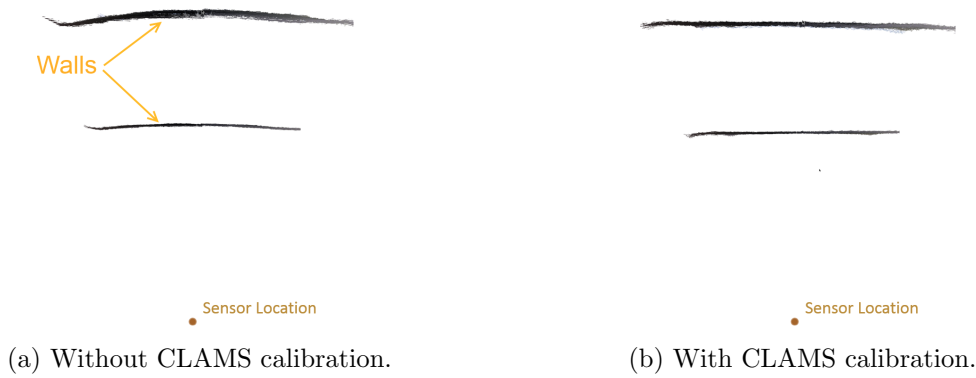 Walls
Sensor Location
Sensor Location
(a) Without CLAMS calibration.
(b) With CLAMS calibration.